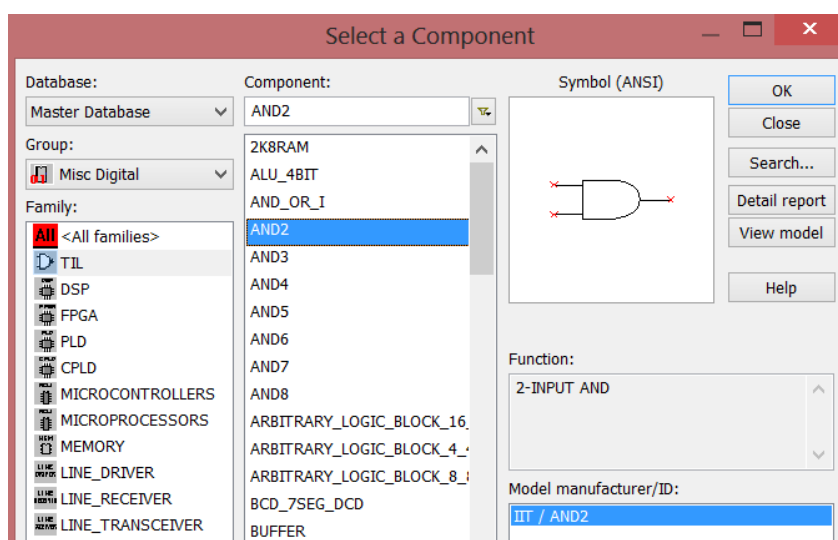 Select a Component
Database:
Master Database
Group:
Misc Digital
Family:
All <All families>
TIL
DSP
FPGA
PLD
CPLD
MICROCONTROLLERS
MICROPROCESSORS
MEMORY
LINE_DRIVER
LINE_RECEIVER
LINE_TRANSCEIVER
Component:
AND2
2K8RAM
ALU_4BIT
AND_OR_I
AND2
AND3
AND4
AND5
AND6
AND7
AND8
ARBITRARY_LOGIC_BLOCK_16_
ARBITRARY_LOGIC_BLOCK_4_
ARBITRARY_LOGIC_BLOCK_8_
BCD_7SEG_DCD
BUFFER
Symbol (ANSI)
Function:
2-INPUT AND
Model manufacturer/ID:
IIT / AND2
OK
Close
Search...
Detail report
View model
Help